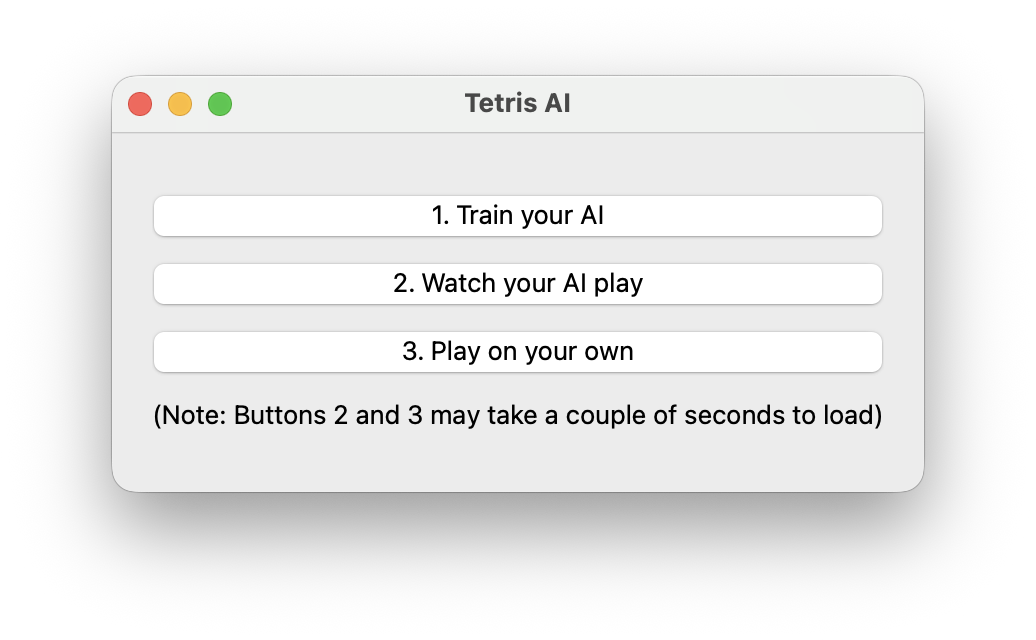 Tetris AI
1. Train your AI
2. Watch your AI play
3. Play on your own
(Note: Buttons 2 and 3 may take a couple of seconds to load)